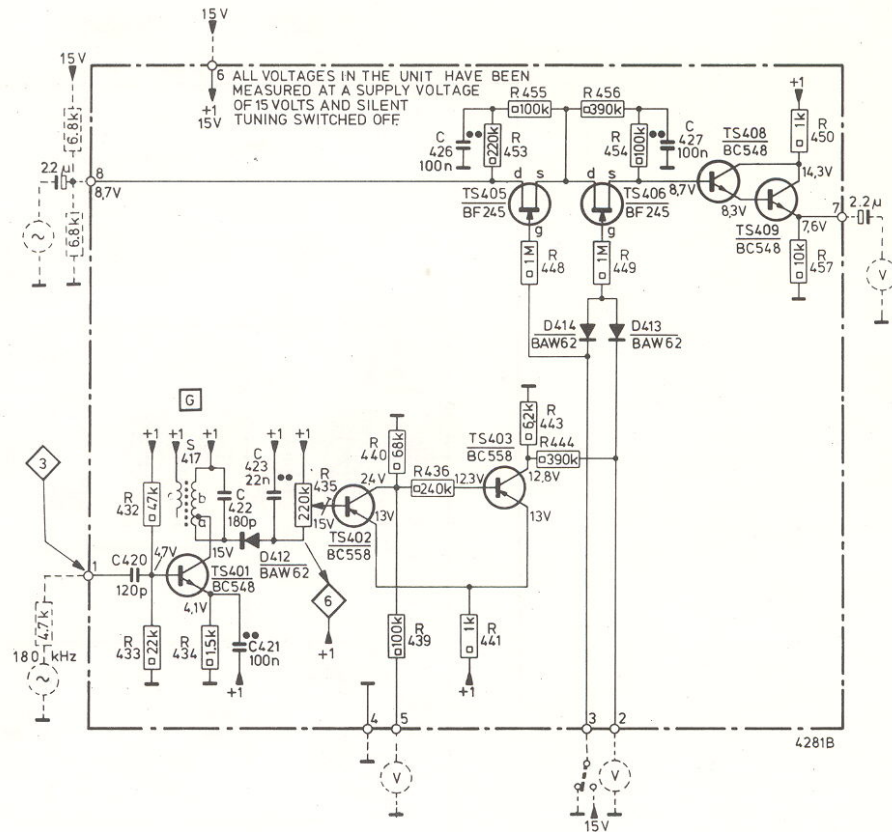 15V
15V
6 ALL VOLTAGES IN THE UNIT HAVE BEEN
MEASURED AT A SUPPLY VOLTAGE
OF 15 VOLTS AND SILENT
TUNING SWITCHED OFF.
+1
15V
6.8k
2.2μ
8
8,7V
6.8k
R 455
100k
R 456
390k
C
426
100n
220k
R
453
R
454
100k
C
427
100n
+1
1k
R
450
TS408
BC548
14,3V
d s
TS405
BF245
g
d s
TS406
BF245
g
8,7V
8,3V
TS409
BC548
7
2.2μ
7,6V
10k
R
457
V
1M
R
448
1M
R
449
D414
BAW62
D413
BAW62
G
3
+1
+1
+1
+1
+1
S
417
c
b
a
R
432
47k
C
422
180p
C
423
22n
R
435
220k
15V
R
440
68k
2,4V
R436
240k
12,3V
TS403
BC558
62k
R
443
R444
390k
12,8V
13V
13V
TS402
BC558
1
C420
120p
4,7V
15V
D412
BAW62
TS401
BC548
4,1V
6
+1
4.7k
180 kHz
R
433
22k
R
434
1,5k
C421
100n
+1
100k
R
439
1k
R
441
+1
4
5
3
2
V
V
15V
4281B